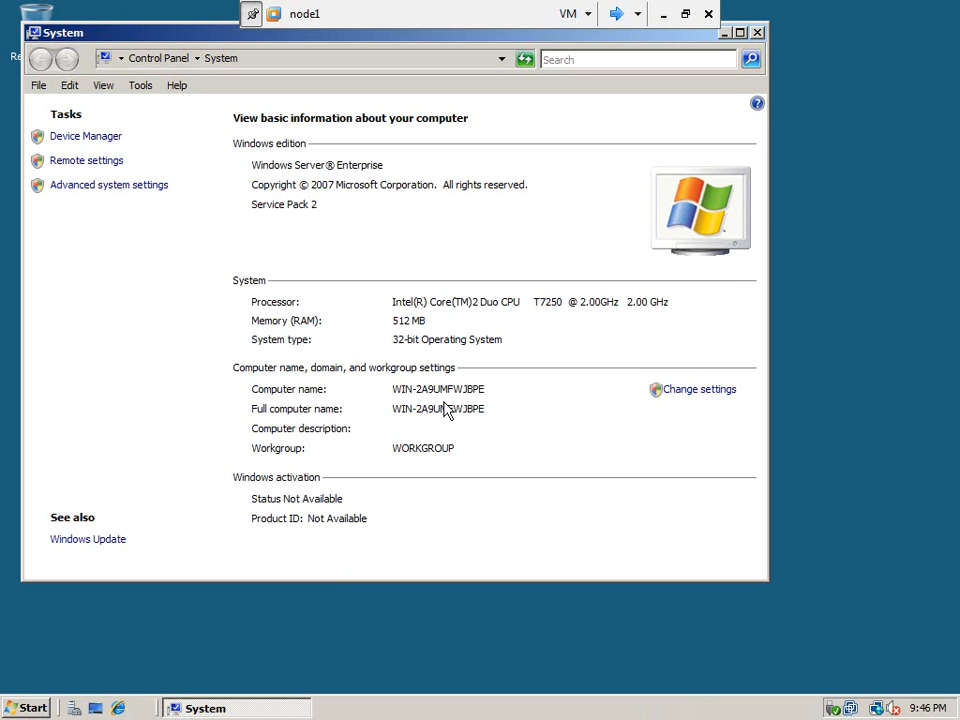 node1
VM
System
Control Panel
System
Search
File
Edit
View
Tools
Help
Tasks
Device Manager
Remote settings
Advanced system settings
See also
Windows Update
View basic information about your computer
Windows edition
Windows Server® Enterprise
Copyright © 2007 Microsoft Corporation. All rights reserved.
Service Pack 2
System
Processor: Intel(R) Core(TM)2 Duo CPU T7250 @ 2.00GHz 2.00 GHz
Memory (RAM): 512 MB
System type: 32-bit Operating System
Computer name, domain, and workgroup settings
Computer name: WIN-2A9UMFWJBPE
Change settings
Full computer name: WIN-2A9UMFWJBPE
Computer description:
Workgroup: WORKGROUP
Windows activation
Status Not Available
Product ID: Not Available
Start
System
9:46 PM